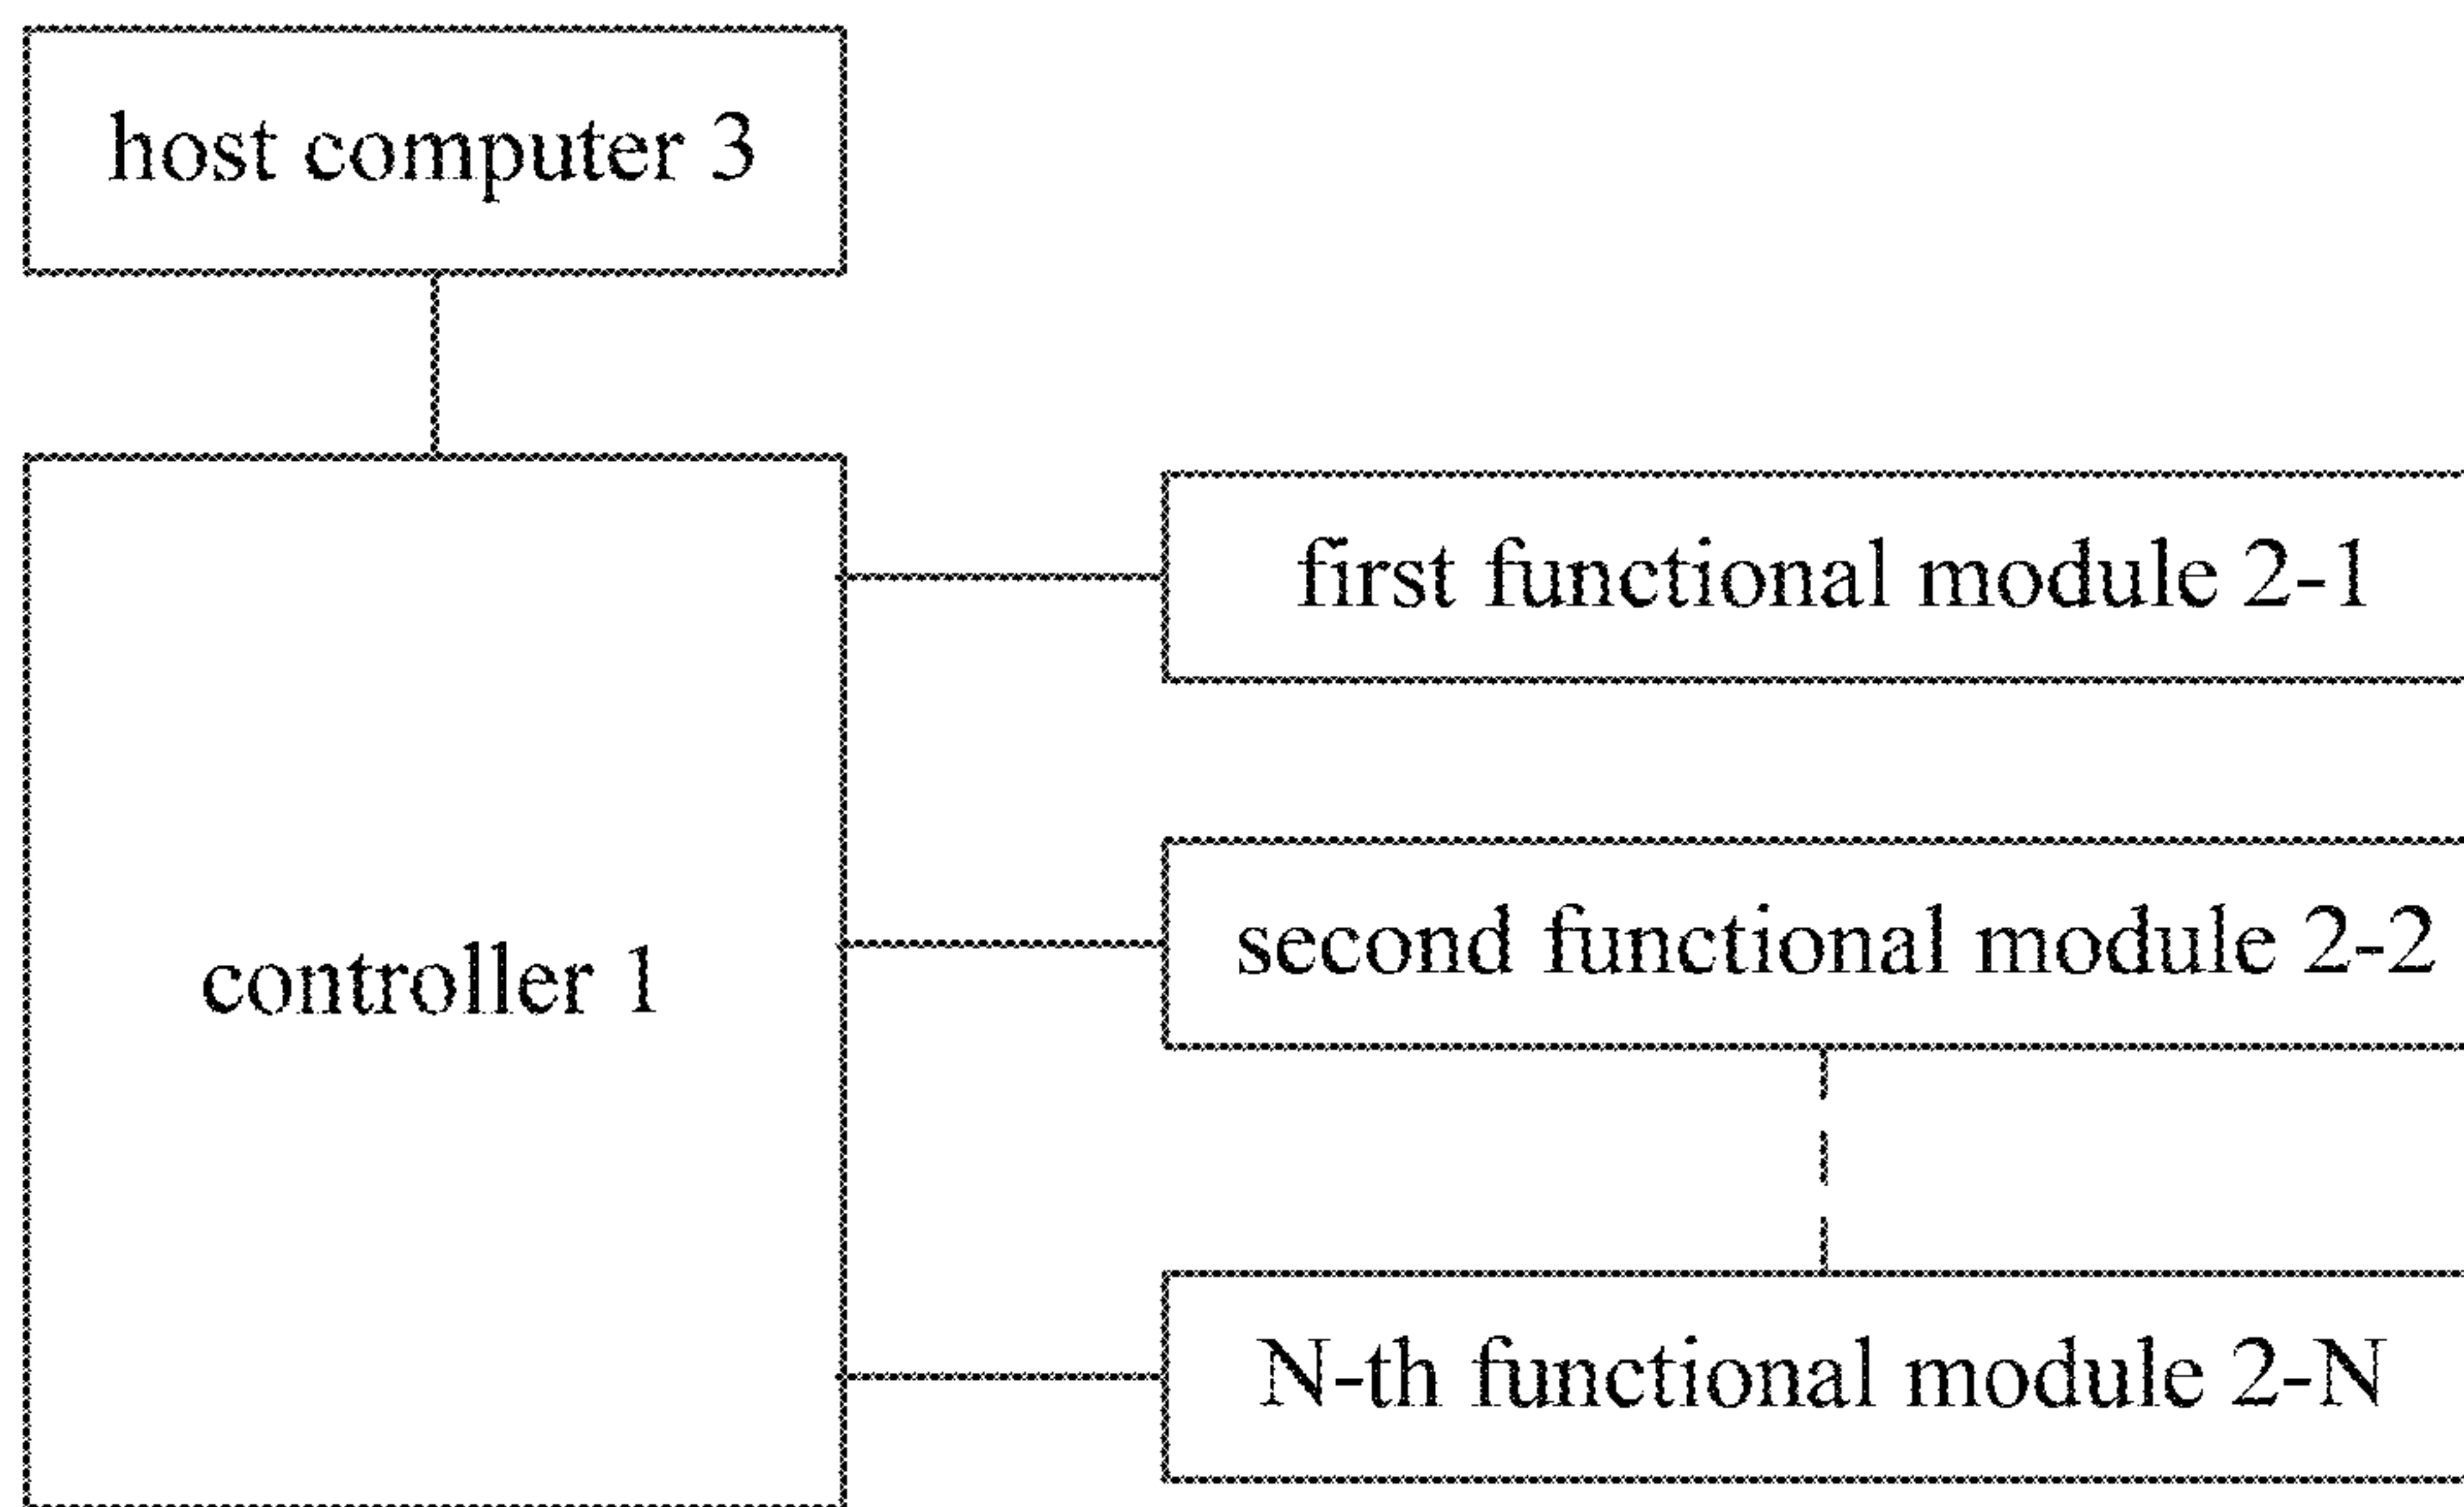 host computer 3
first functional module 2-1
second functional module 2-2
controller 1
N-th functional module 2-N